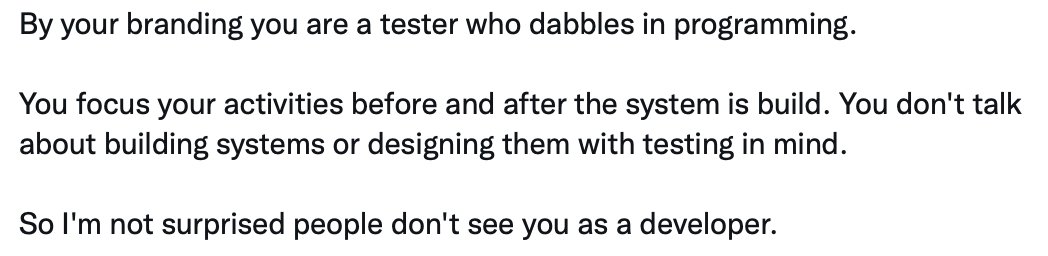 By your branding you are a tester who dabbles in programming.
You focus your activities before and after the system is build. You don't talk
about building systems or designing them with testing in mind.
So I'm not surprised people don't see you as a developer.